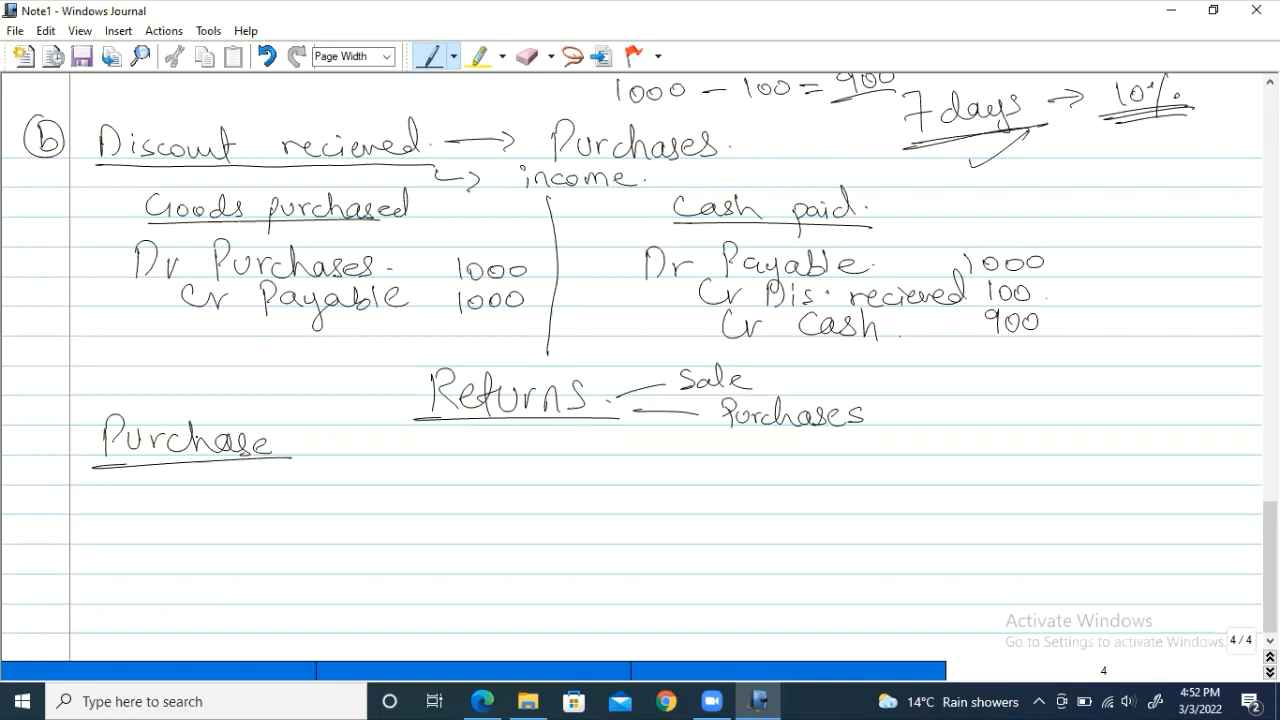 Note1 - Windows Journal
File Edit View Insert Actions Tools Help
Page Width
1000 - 100 = 900
7 days → 10%
(b) Discount recieved → Purchases.
↳ income.
Goods purchased
Cash paid.
Dr Purchases. 1000
Cr Payable 1000
Dr Payable. 1000
Cr Dis. recieved 100.
Cr Cash. 900
Returns.
Sale
Purchases
Purchase
Activate Windows
Go to Settings to activate Windows.
4 / 4
4
Type here to search
14°C Rain showers
4:52 PM
3/3/2022
2